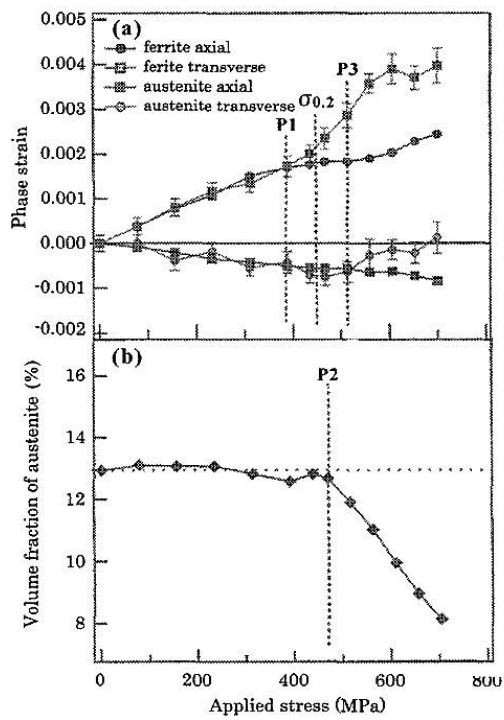 (a)
ferrite axial
ferite transverse
austenite axial
austenite transverse
P1
σ0.2
P3
Phase strain
0.005
0.004
0.003
0.002
0.001
0.000
-0.001
-0.002
(b)
P2
Volume fraction of austenite (%)
16
14
12
10
8
0
200
400
600
800
Applied stress (MPa)